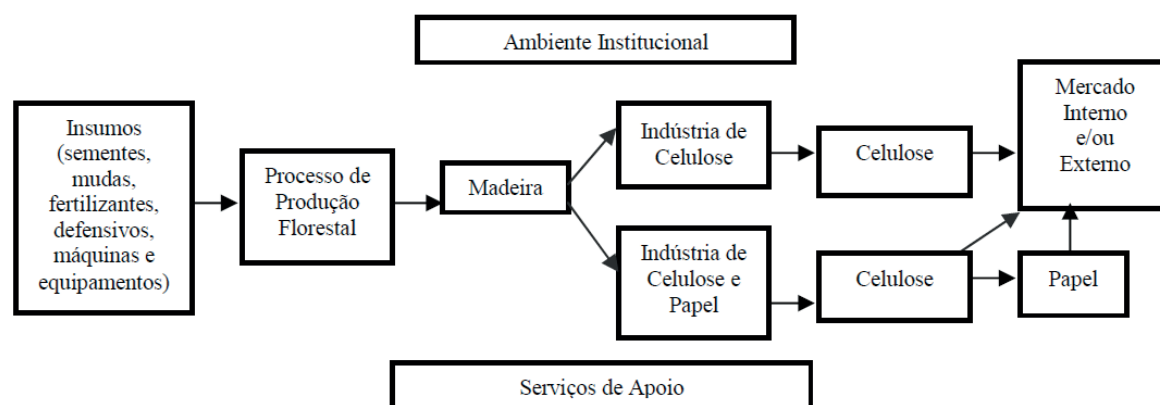 Ambiente Institucional
Insumos
(sementes,
mudas,
fertilizantes,
defensivos,
máquinas e
equipamentos)
Processo de
Produção
Florestal
Madeira
Indústria de
Celulose
Celulose
Mercado
Interno
e/ou
Externo
Indústria de
Celulose e
Papel
Celulose
Papel
Serviços de Apoio